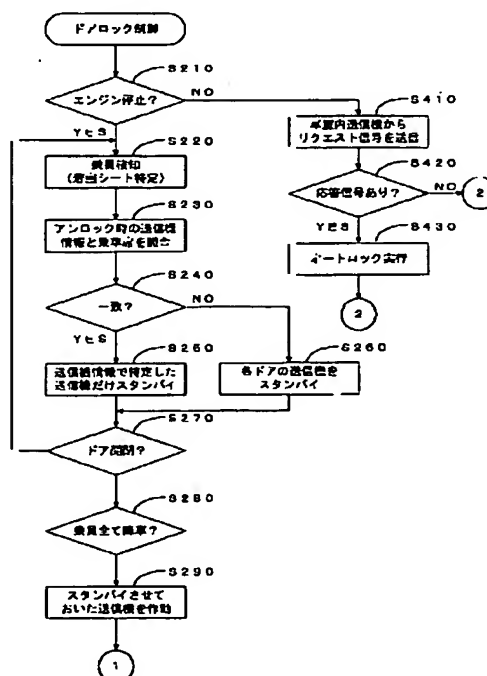 ドアロック制御
S210
エンジン停止?
NO
YES
S220
乗員検知
(着当シート特定)
S230
アンロック時の送信機
情報と乗車席を照合
S240
一致?
NO
YES
S250
送信機情報で特定した
送信機だけスタンバイ
S260
各ドアの送信機を
スタンバイ
S270
ドア開閉?
S280
乗員全て降車?
S290
スタンバイさせて
おいた送信機を作動
1
S410
車室内送信機から
リクエスト信号を送信
S420
応答信号あり?
NO
2
YES
S430
オートロック実行
2